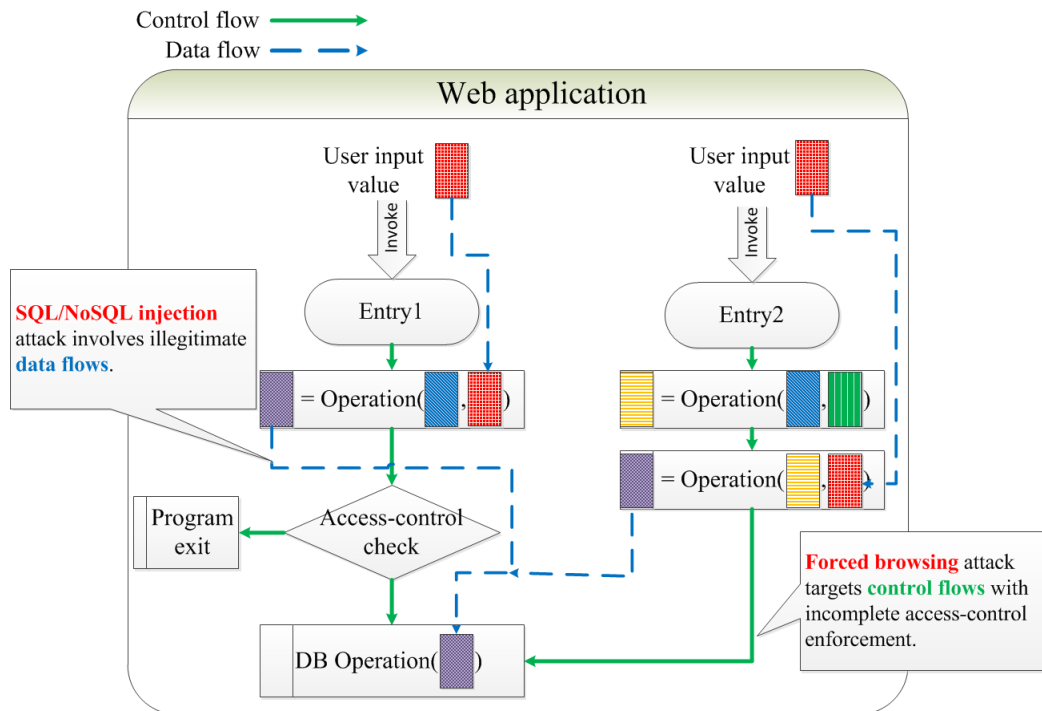 Control flow
Data flow
Web application
User input
value
Invoke
User input
value
Invoke
SQL/NoSQL injection
attack involves illegitimate
data flows.
Entry1
Entry2
= Operation( , )
= Operation( , )
= Operation( , )
Program
exit
Access-control
check
Forced browsing attack
targets control flows with
incomplete access-control
enforcement.
DB Operation( )